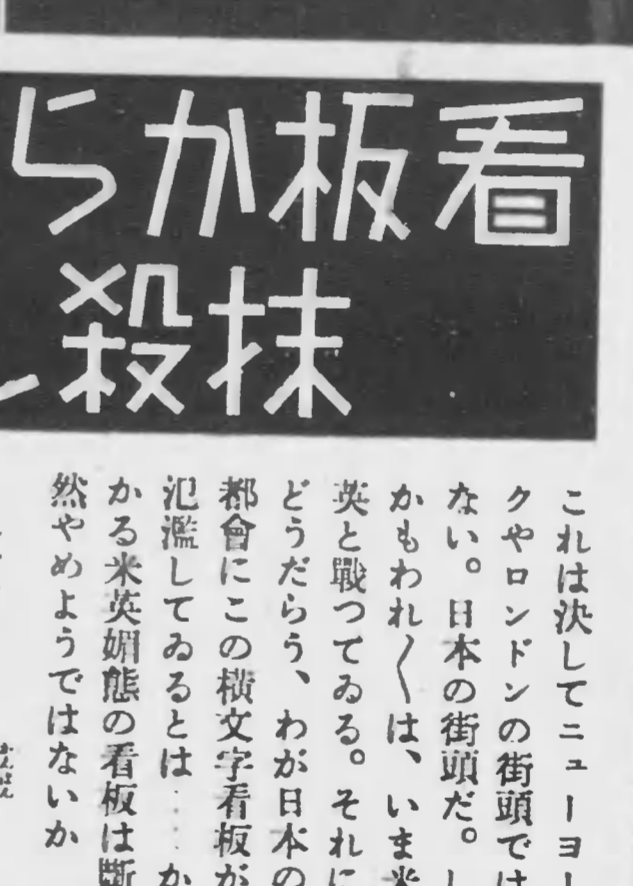 看板から
抹殺し
これは決してニューヨー
クやロンドンの街頭では
ない。日本の街頭だ。し
かもわれ〳〵は、いま米
英と戰つてゐる。それに
どうだらう、わが日本の
都會にこの横文字看板が
氾濫してゐるとは……か
かる米英媚態の看板は斷
然やめようではないか